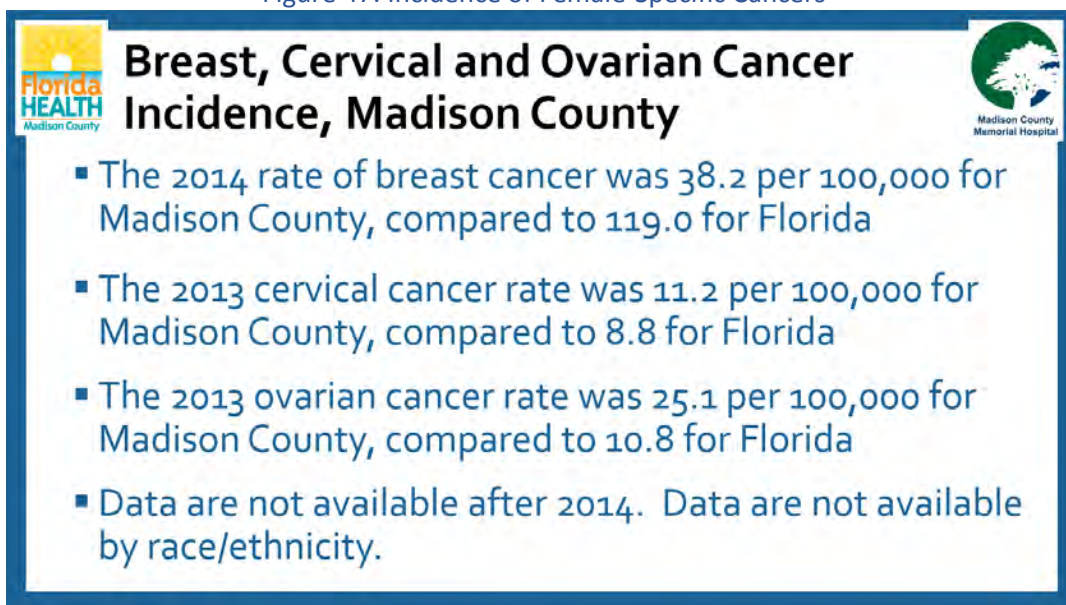 Breast, Cervical and Ovarian Cancer
Incidence, Madison County
Florida
HEALTH
Madison County
Madison County
Memorial Hospital
▪ The 2014 rate of breast cancer was 38.2 per 100,000 for
Madison County, compared to 119.0 for Florida
▪ The 2013 cervical cancer rate was 11.2 per 100,000 for
Madison County, compared to 8.8 for Florida
▪ The 2013 ovarian cancer rate was 25.1 per 100,000 for
Madison County, compared to 10.8 for Florida
▪ Data are not available after 2014.  Data are not available
by race/ethnicity.